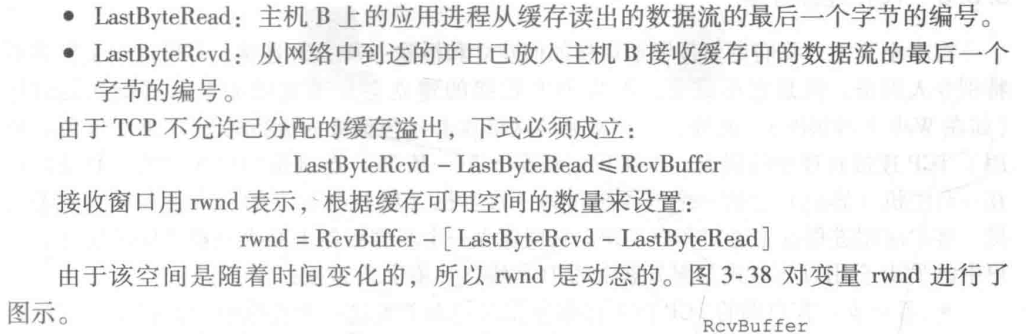 • LastByteRead：主机 B 上的应用进程从缓存读出的数据流的最后一个字节的编号。
• LastByteRcvd：从网络中到达的并且已放入主机 B 接收缓存中的数据流的最后一个
字节的编号。
由于 TCP 不允许已分配的缓存溢出，下式必须成立：
LastByteRcvd − LastByteRead ≤ RcvBuffer
接收窗口用 rwnd 表示，根据缓存可用空间的数量来设置：
rwnd = RcvBuffer − [ LastByteRcvd − LastByteRead ]
由于该空间是随着时间变化的，所以 rwnd 是动态的。图 3-38 对变量 rwnd 进行了
图示。
RcvBuffer